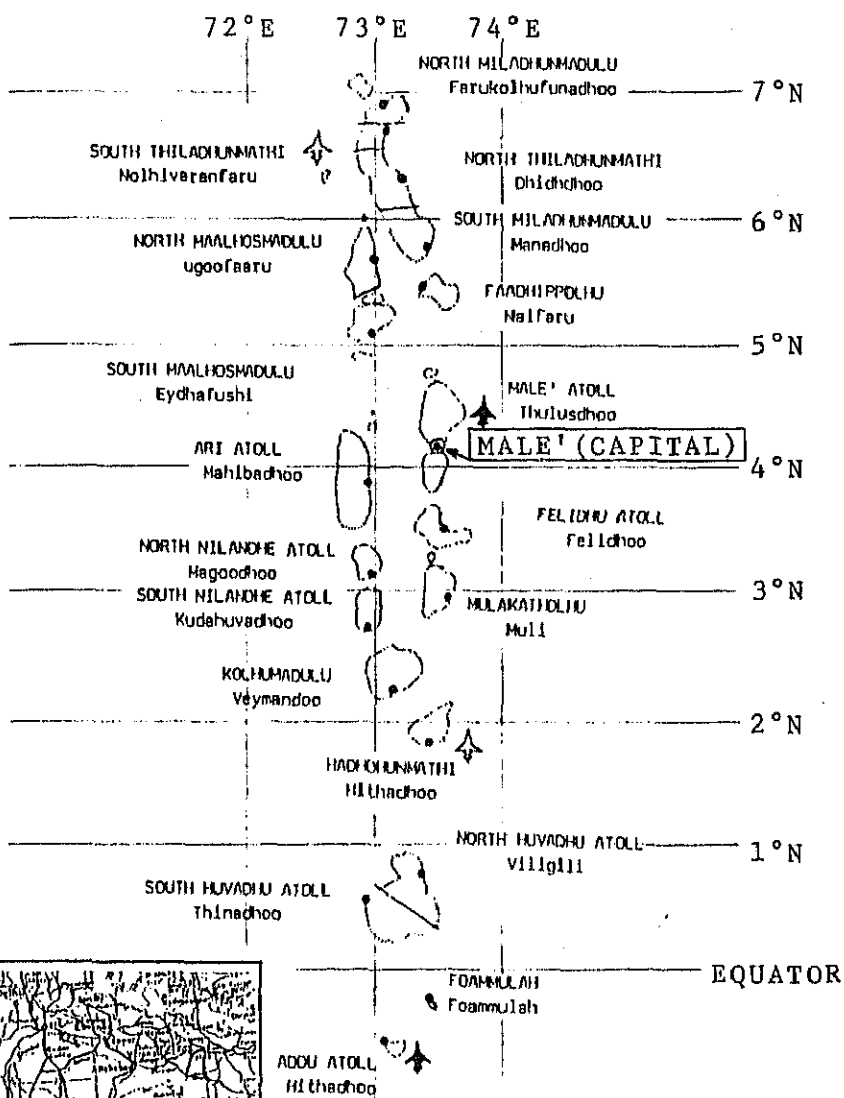 72°E 73°E 74°E
NORTH MILADHUNMADULU
Farukolhufunadhoo
7°N
SOUTH THILADHUNMATHI
Nolhivaranfaru
NORTH THILADHUNMATHI
Dhidhdhoo
6°N
SOUTH MILADHUNMADULU
Manadhoo
NORTH MAALHOSMADULU
ugoofaaru
FAADHIPPOLHU
Naifaru
5°N
SOUTH MAALHOSMADULU
Eydhafushi
MALE' ATOLL
Thulusdhoo
MALE' (CAPITAL)
ARI ATOLL
Mahibadhoo
4°N
FELIDHU ATOLL
Felidhoo
NORTH NILANDHE ATOLL
Magoodhoo
3°N
SOUTH NILANDHE ATOLL
Kudahuvadhoo
MULAKATHOLHU
Muli
KOLHUMADULU
Veymandoo
2°N
HADHDHUNMATHI
Hithadhoo
NORTH HUVADHU ATOLL
Viligili
1°N
SOUTH HUVADHU ATOLL
Thinadhoo
EQUATOR
FOAMMULAH
Foammulah
ADDU ATOLL
Hithadhoo